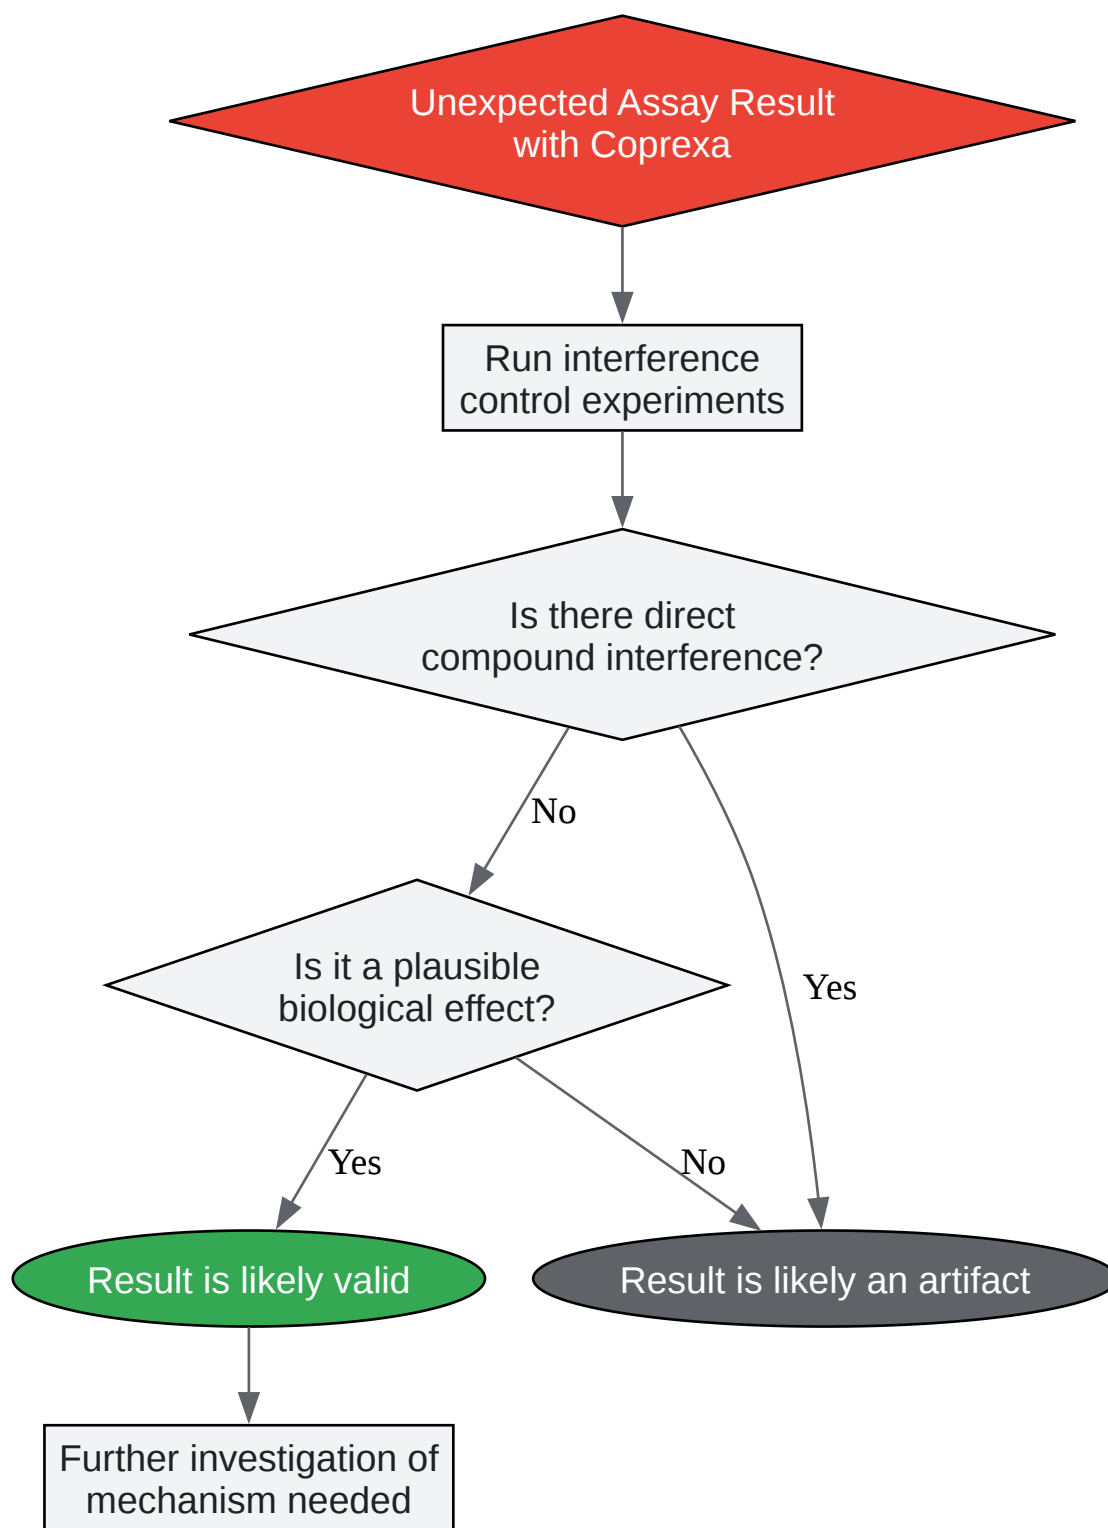 Unexpected Assay Result
with Coprexa
Run interference
control experiments
Is there direct
compound interference?
No
Yes
Is it a plausible
biological effect?
Yes
No
Result is likely valid
Result is likely an artifact
Further investigation of
mechanism needed